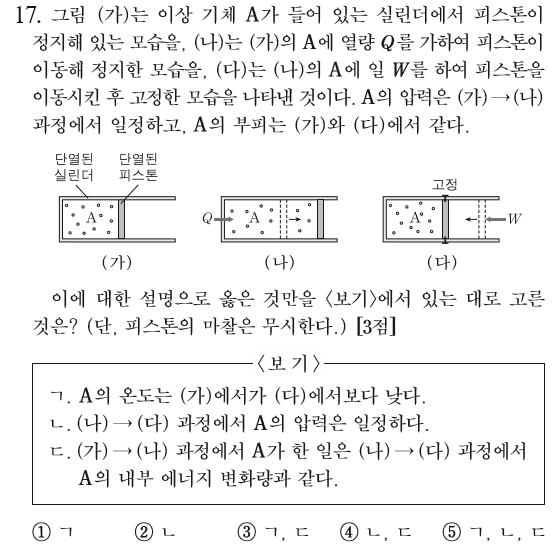 17. 그림 (가)는 이상 기체 A가 들어 있는 실린더에서 피스톤이
정지해 있는 모습을, (나)는 (가)의 A에 열량 Q를 가하여 피스톤이
이동해 정지한 모습을, (다)는 (나)의 A에 일 W를 하여 피스톤을
이동시킨 후 고정한 모습을 나타낸 것이다. A의 압력은 (가)→(나)
과정에서 일정하고, A의 부피는 (가)와 (다)에서 같다.
단열된 단열된
실린더 피스톤
고정
A
Q A
A W
(가) (나) (다)
이에 대한 설명으로 옳은 것만을 〈보기〉에서 있는 대로 고른
것은? (단, 피스톤의 마찰은 무시한다.) [3점]
〈보기〉
ㄱ. A의 온도는 (가)에서가 (다)에서보다 낮다.
ㄴ. (나)→(다) 과정에서 A의 압력은 일정하다.
ㄷ. (가)→(나) 과정에서 A가 한 일은 (나)→(다) 과정에서
A의 내부 에너지 변화량과 같다.
① ㄱ ② ㄴ ③ ㄱ, ㄷ ④ ㄴ, ㄷ ⑤ ㄱ, ㄴ, ㄷ